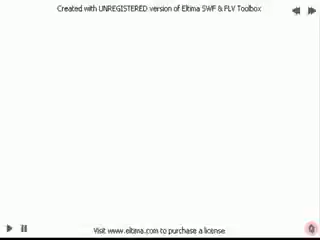 Created with UNREGISTERED version of Eltima SWF & FLV Toolbox
Visit www.eltima.com to purchase a license